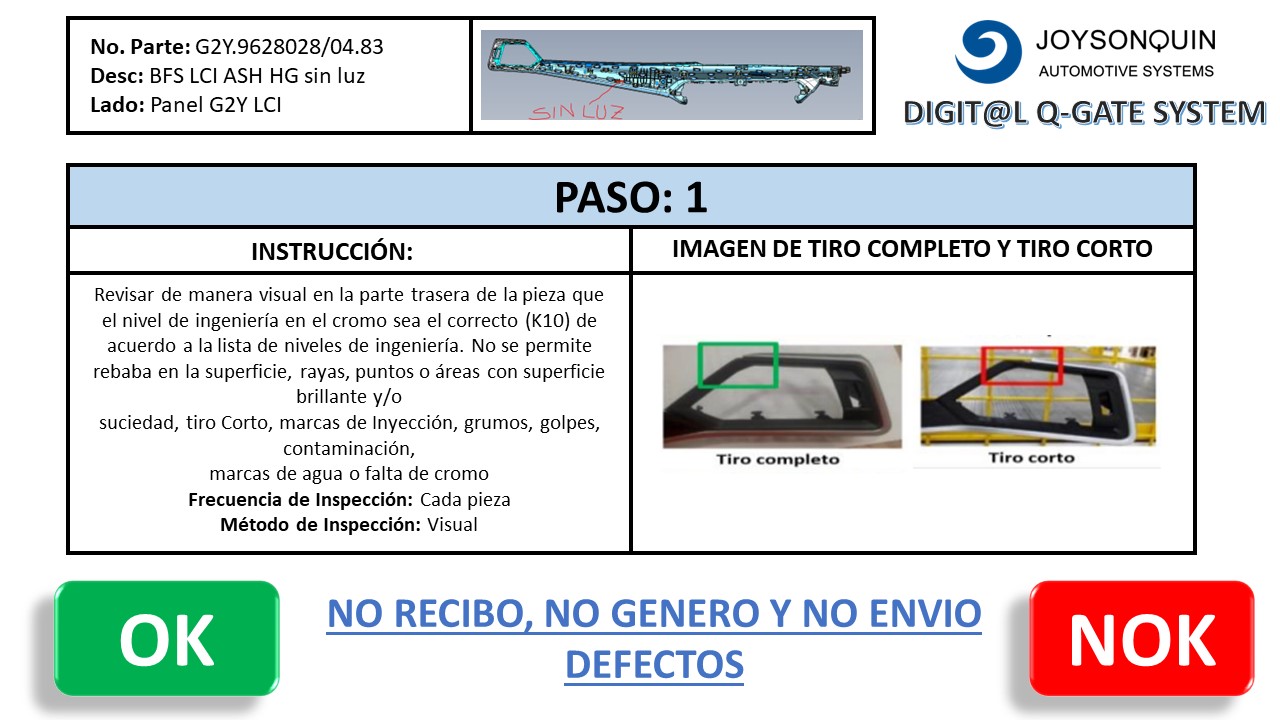 No. Parte: G2Y.9628028/04.83
Desc: BFS LCI ASH HG sin luz
Lado: Panel G2Y LCI
SIN LUZ
JOYSONQUIN
AUTOMOTIVE SYSTEMS
DIGIT@L Q-GATE SYSTEM
PASO: 1
INSTRUCCIÓN:
IMAGEN DE TIRO COMPLETO Y TIRO CORTO
Revisar de manera visual en la parte trasera de la pieza que
el nivel de ingeniería en el cromo sea el correcto (K10) de
acuerdo a la lista de niveles de ingeniería. No se permite
rebaba en la superficie, rayas, puntos o áreas con superficie
brillante y/o
suciedad, tiro Corto, marcas de Inyección, grumos, golpes,
contaminación,
marcas de agua o falta de cromo
Frecuencia de Inspección: Cada pieza
Método de Inspección: Visual
Tiro completo
Tiro corto
OK
NO RECIBO, NO GENERO Y NO ENVIO
DEFECTOS
NOK